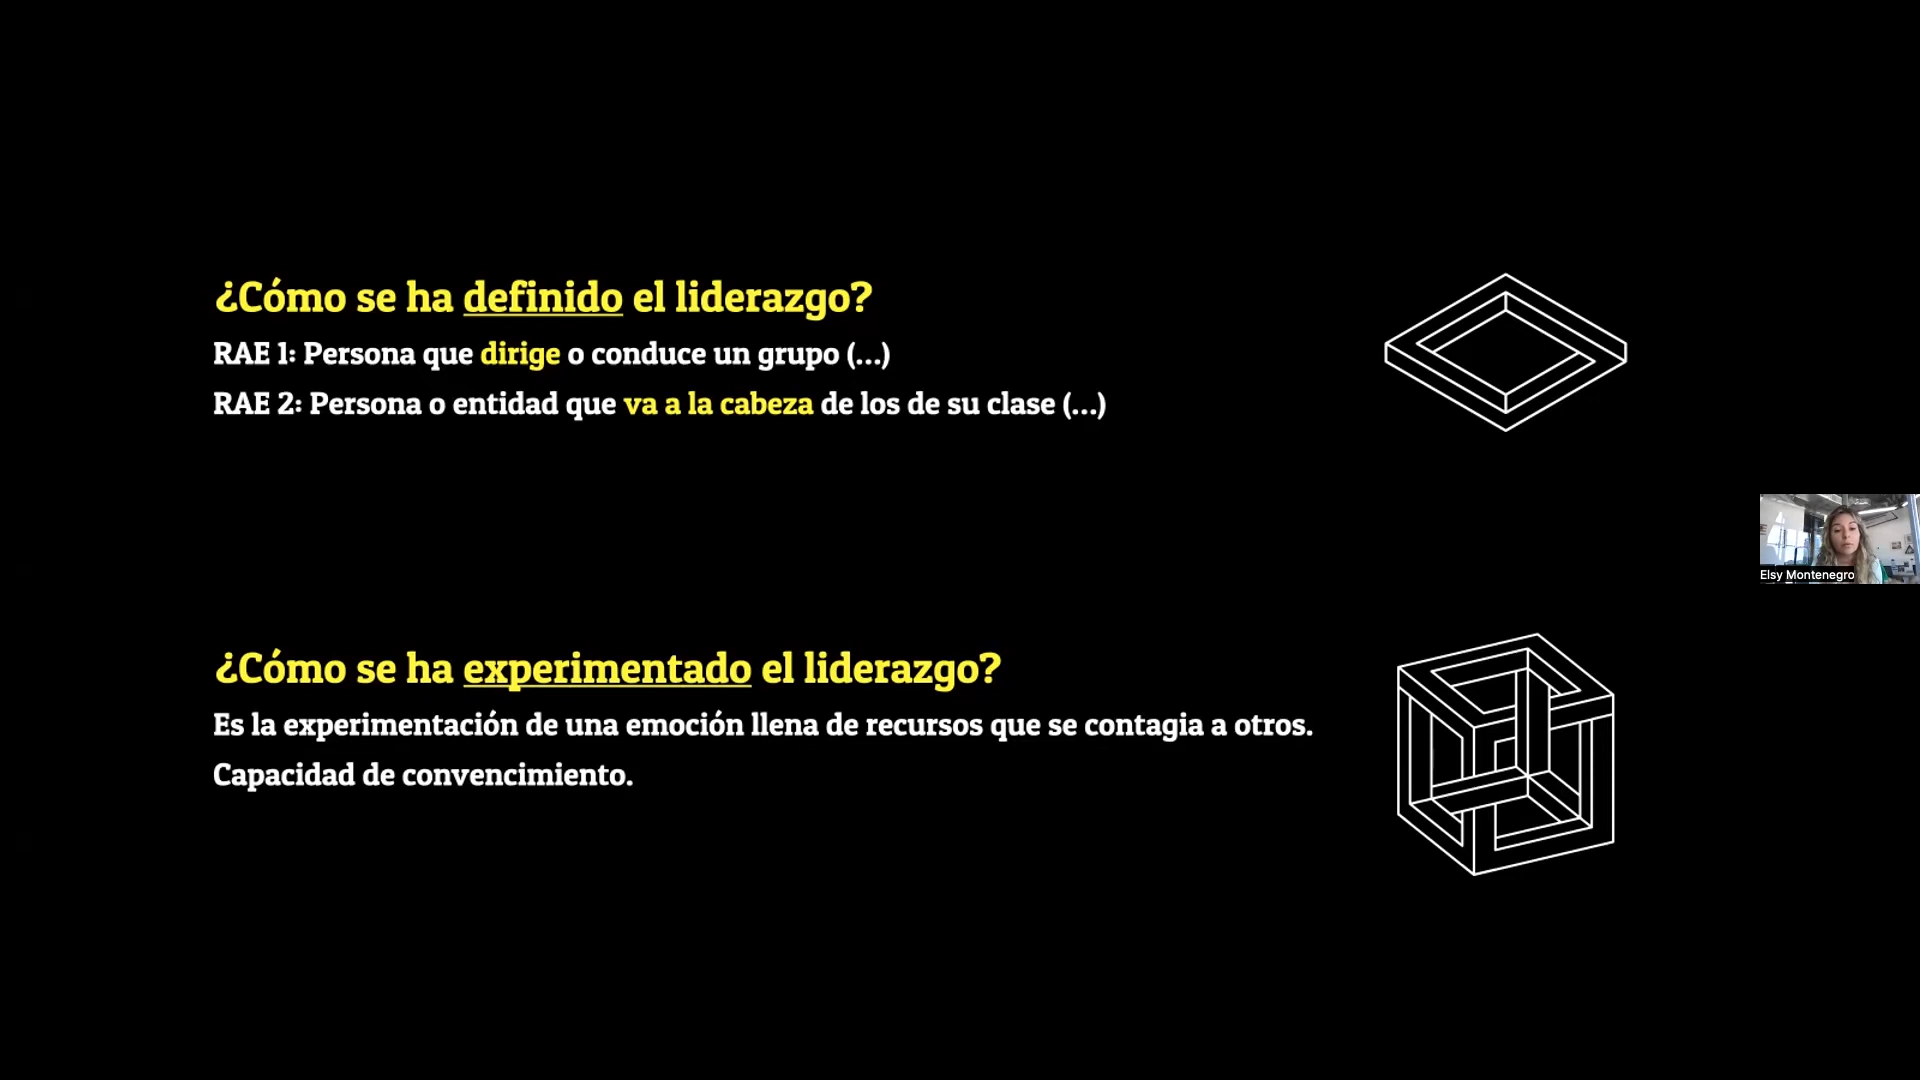 ¿Cómo se ha definido el liderazgo?
RAE 1: Persona que dirige o conduce un grupo (...)
RAE 2: Persona o entidad que va a la cabeza de los de su clase (...)
Elsy Montenegro
¿Cómo se ha experimentado el liderazgo?
Es la experimentación de una emoción llena de recursos que se contagia a otros.
Capacidad de convencimiento.